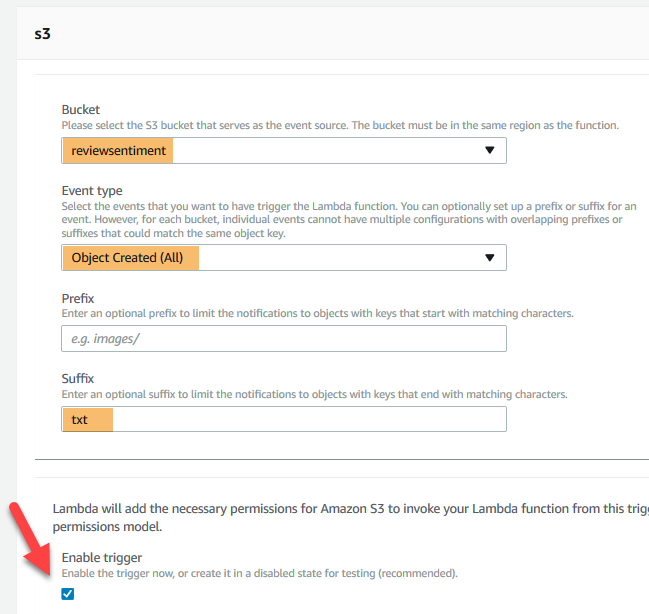 s3
Bucket
Please select the S3 bucket that serves as the event source. The bucket must be in the same region as the function.
reviewsentiment
Event type
Select the events that you want to have trigger the Lambda function. You can optionally set up a prefix or suffix for an
event. However, for each bucket, individual events cannot have multiple configurations with overlapping prefixes or
suffixes that could match the same object key.
Object Created (All)
Prefix
Enter an optional prefix to limit the notifications to objects with keys that start with matching characters.
e.g. images/
Suffix
Enter an optional suffix to limit the notifications to objects with keys that end with matching characters.
txt
Lambda will add the necessary permissions for Amazon S3 to invoke your Lambda function from this trig
permissions model.
Enable trigger
Enable the trigger now, or create it in a disabled state for testing (recommended).